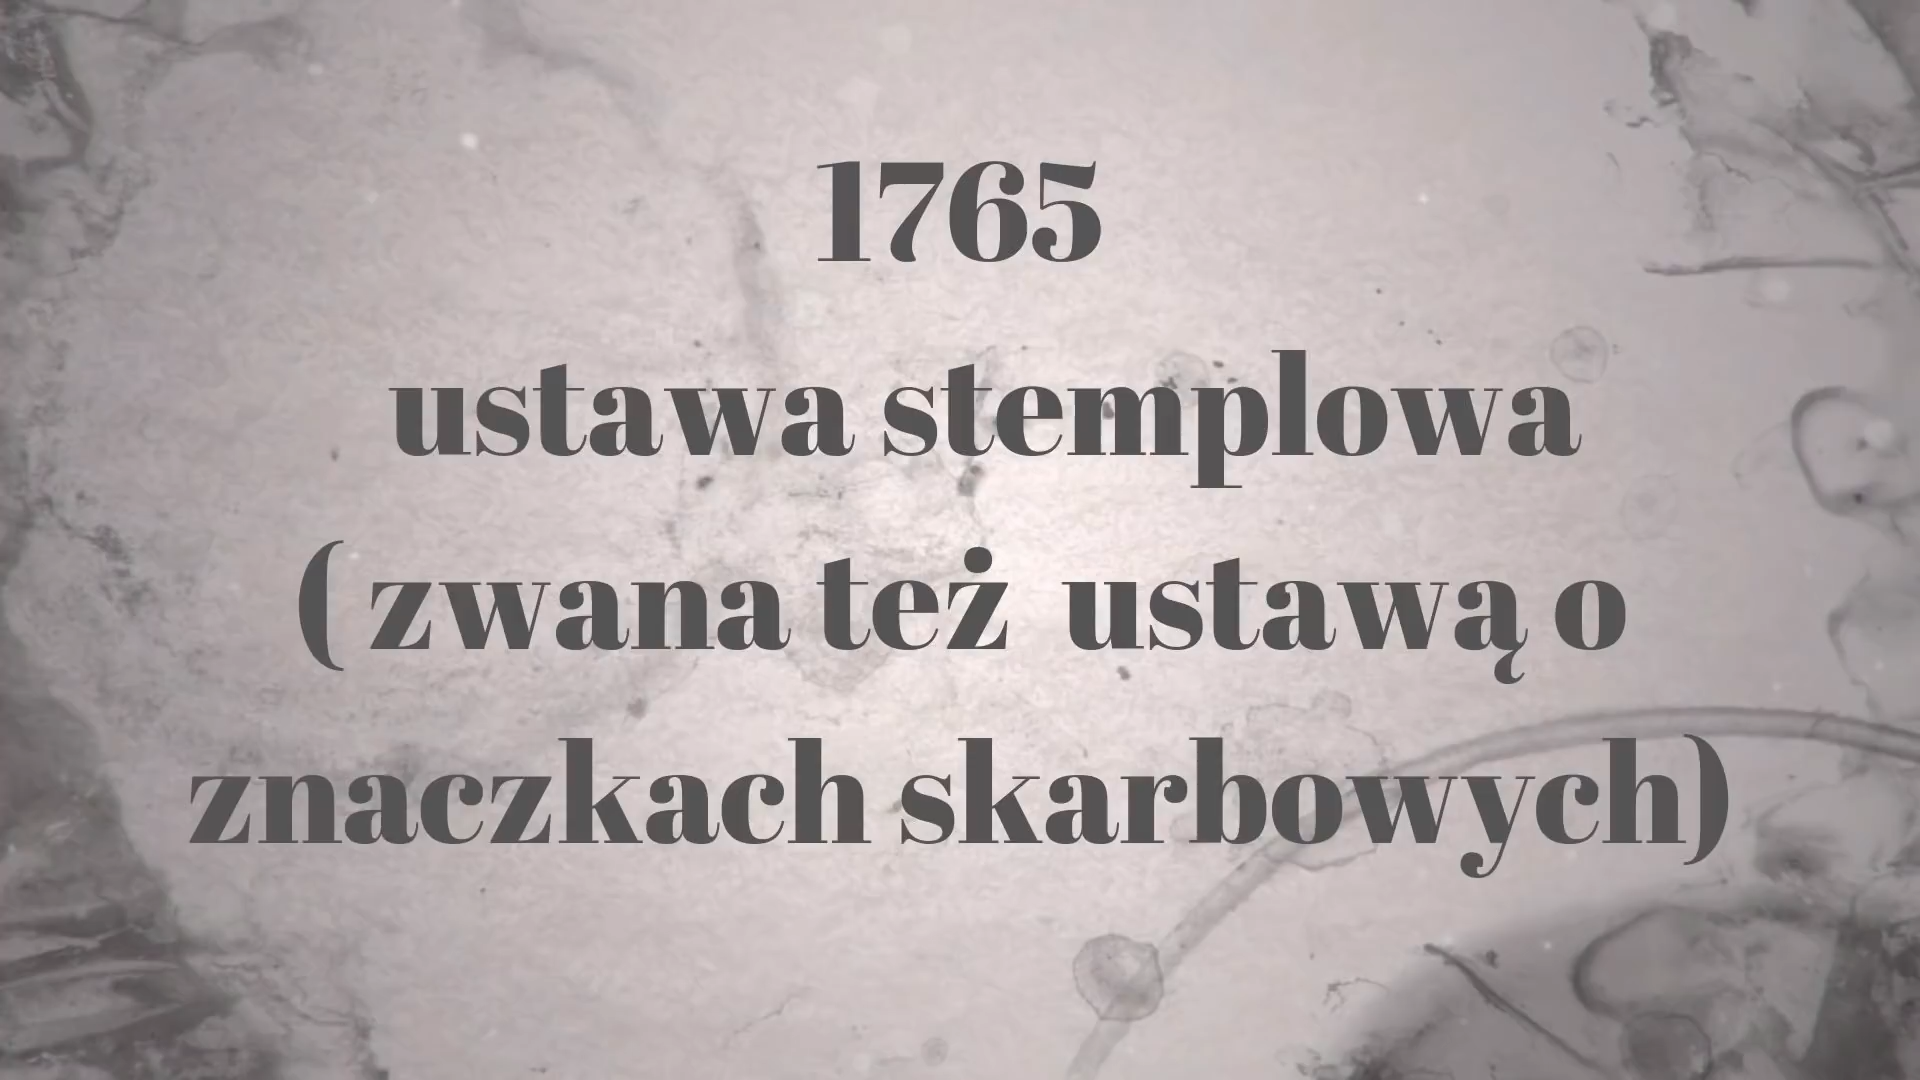 1765
ustawa stemplowa
( zwana też ustawą o
znaczkach skarbowych)